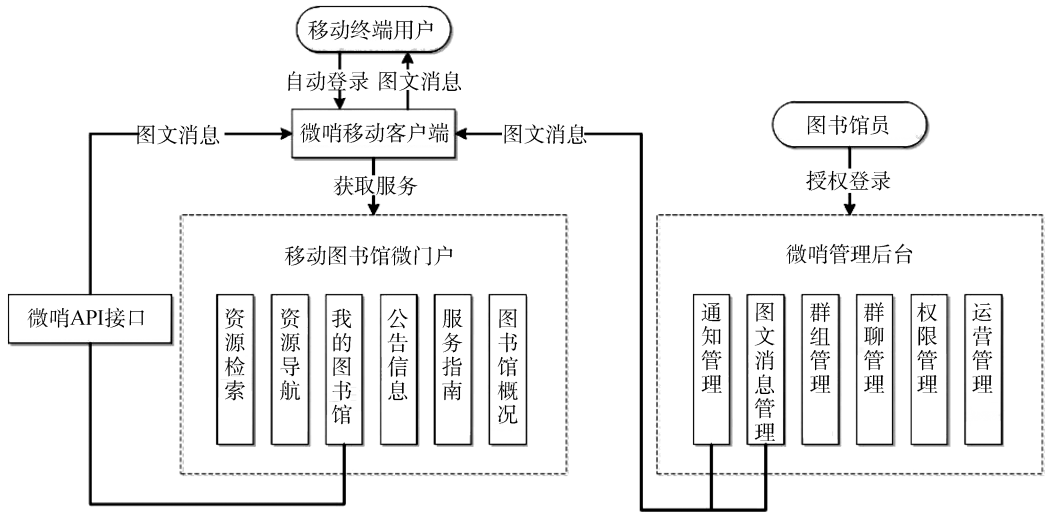 移动终端用户
自动登录
图文消息
图文消息
微哨移动客户端
图文消息
图书馆员
获取服务
授权登录
移动图书馆微门户
微哨管理后台
微哨API接口
资源检索
资源导航
我的图书馆
公告信息
服务指南
图书馆概况
通知管理
图文消息管理
群组管理
群聊管理
权限管理
运营管理